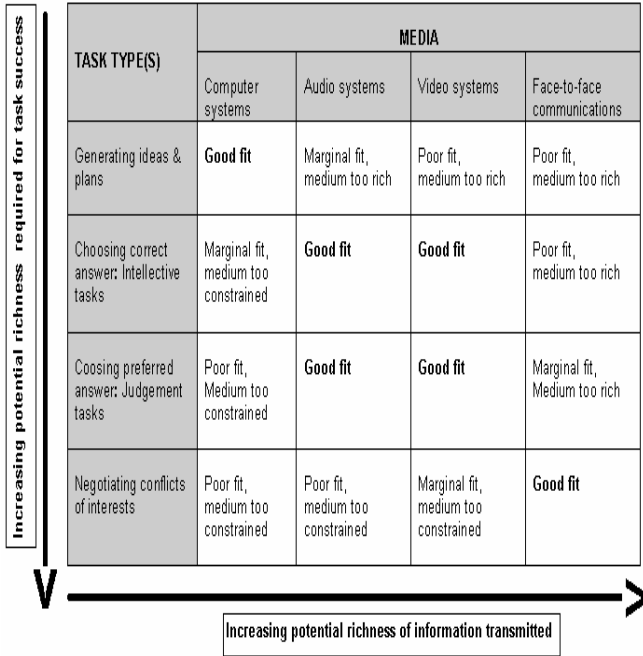 Increasing potential richness required for task success
TASK TYPE(S)
MEDIA
Computer
systems
Audio systems
Video systems
Face-to-face
communications
Generating ideas &
plans
Good fit
Marginal fit,
medium too rich
Poor fit,
medium too rich
Poor fit,
medium too rich
Choosing correct
answer: Intellective
tasks
Marginal fit,
medium too
constrained
Good fit
Good fit
Poor fit,
medium too rich
Coosing preferred
answer: Judgement
tasks
Poor fit,
Medium too
constrained
Good fit
Good fit
Marginal fit,
Medium too rich
Negotiating conflicts
of interests
Poor fit,
medium too
constrained
Poor fit,
medium too
constrained
Marginal fit,
medium too
constrained
Good fit
Increasing potential richness of information transmitted